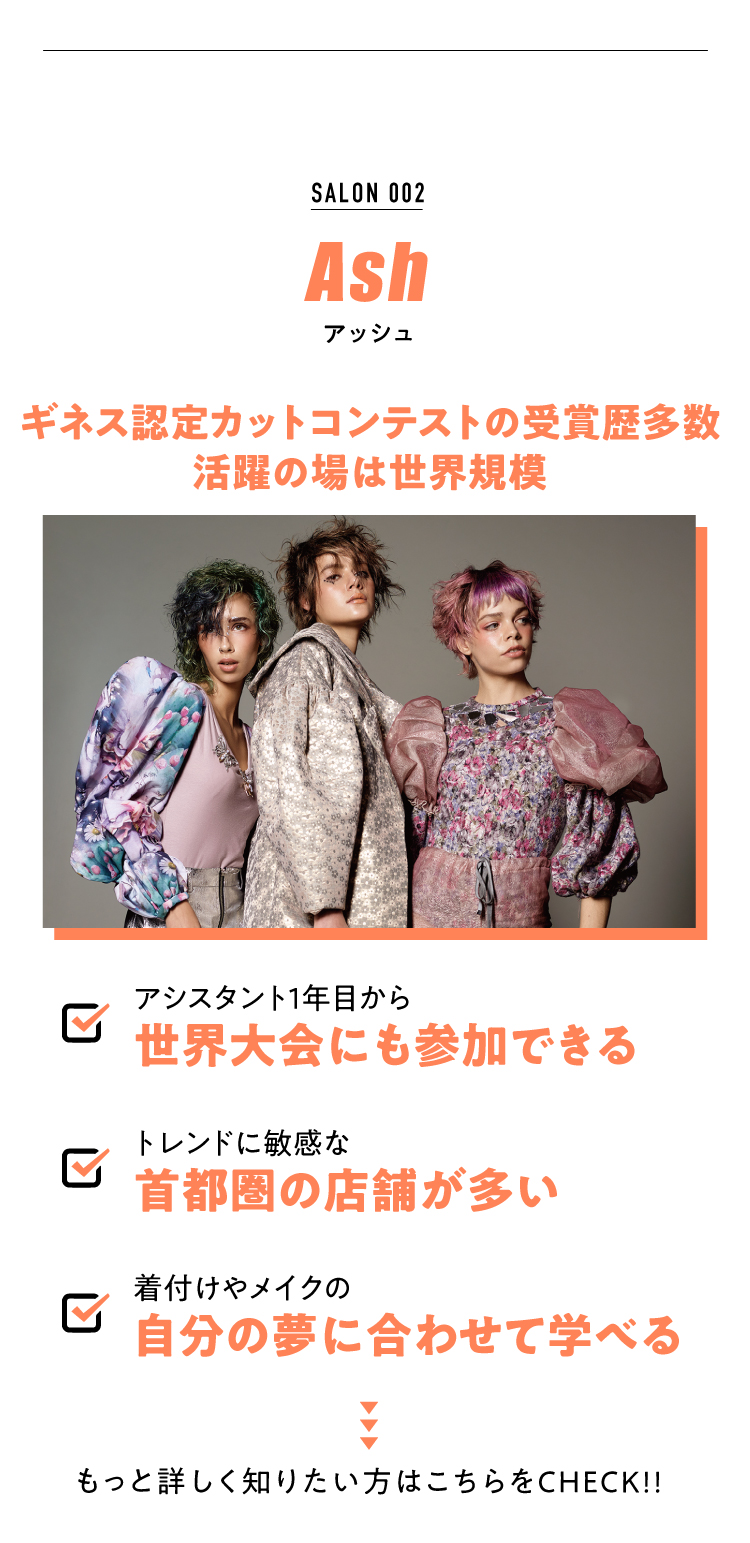 SALON 002
Ash
アッシュ
ギネス認定カットコンテストの受賞歴多数
活躍の場は世界規模
アシスタント1年目から
世界大会にも参加できる
トレンドに敏感な
首都圏の店舗が多い
着付けやメイクの
自分の夢に合わせて学べる
もっと詳しく知りたい方はこちらをCHECK!!